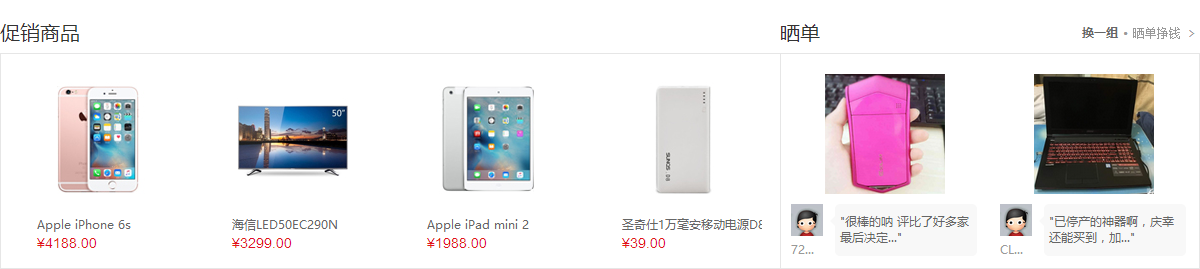 促销商品
晒单
换一组 • 晒单挣钱 >
50"
SUNGS
Apple iPhone 6s
¥4188.00
海信LED50EC290N
¥3299.00
Apple iPad mini 2
¥1988.00
圣奇仕1万毫安移动电源D8
¥39.00
"很棒的呐 评比了好多家
最后决定..."
72...
"已停产的神器啊，庆幸
还能买到，加..."
CL...